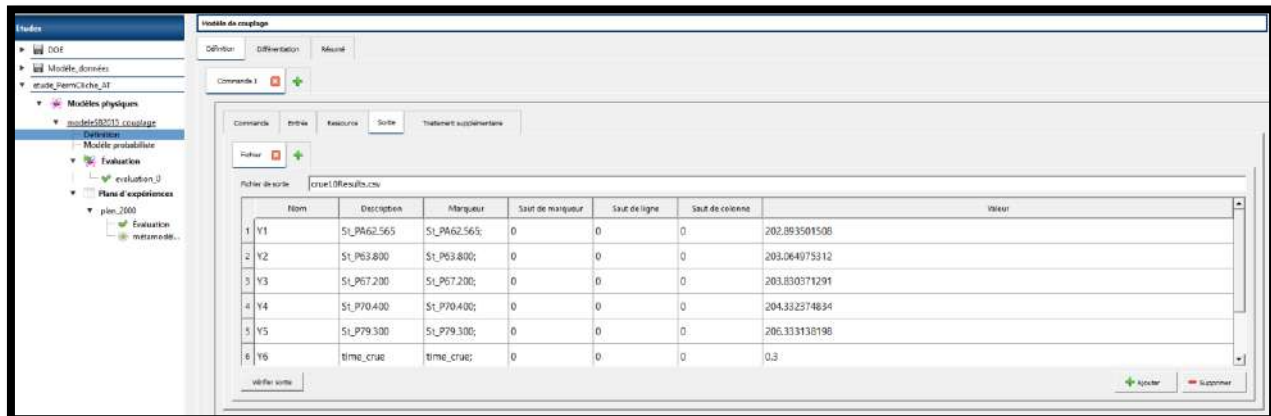 Etudes
DOE
Modèle_données
etude_PermCliche_AT
Modèles physiques
modeleSB2015_couplage
Définition
Modèle probabiliste
Évaluation
evaluation_0
Plans d'expériences
plan_2000
Évaluation
métamodèl...
Modèle de couplage
Définition Différentiation Résumé
Commande 1
Commande Entrée Ressource Sortie Traitement supplémentaire
Fichier
Fichier de sortie crue10Results.csv
Nom Description Marqueur Saut de marqueur Saut de ligne Saut de colonne Valeur
1 Y1 St_PA62.565 St_PA62.565; 0 0 0 202.893501508
2 Y2 St_P63.800 St_P63.800; 0 0 0 203.064975312
3 Y3 St_P67.200 St_P67.200; 0 0 0 203.830371291
4 Y4 St_P70.400 St_P70.400; 0 0 0 204.332374834
5 Y5 St_P79.300 St_P79.300; 0 0 0 206.333138198
6 Y6 time_crue time_crue; 0 0 0 0.3
Vérifier sortie Ajouter Supprimer